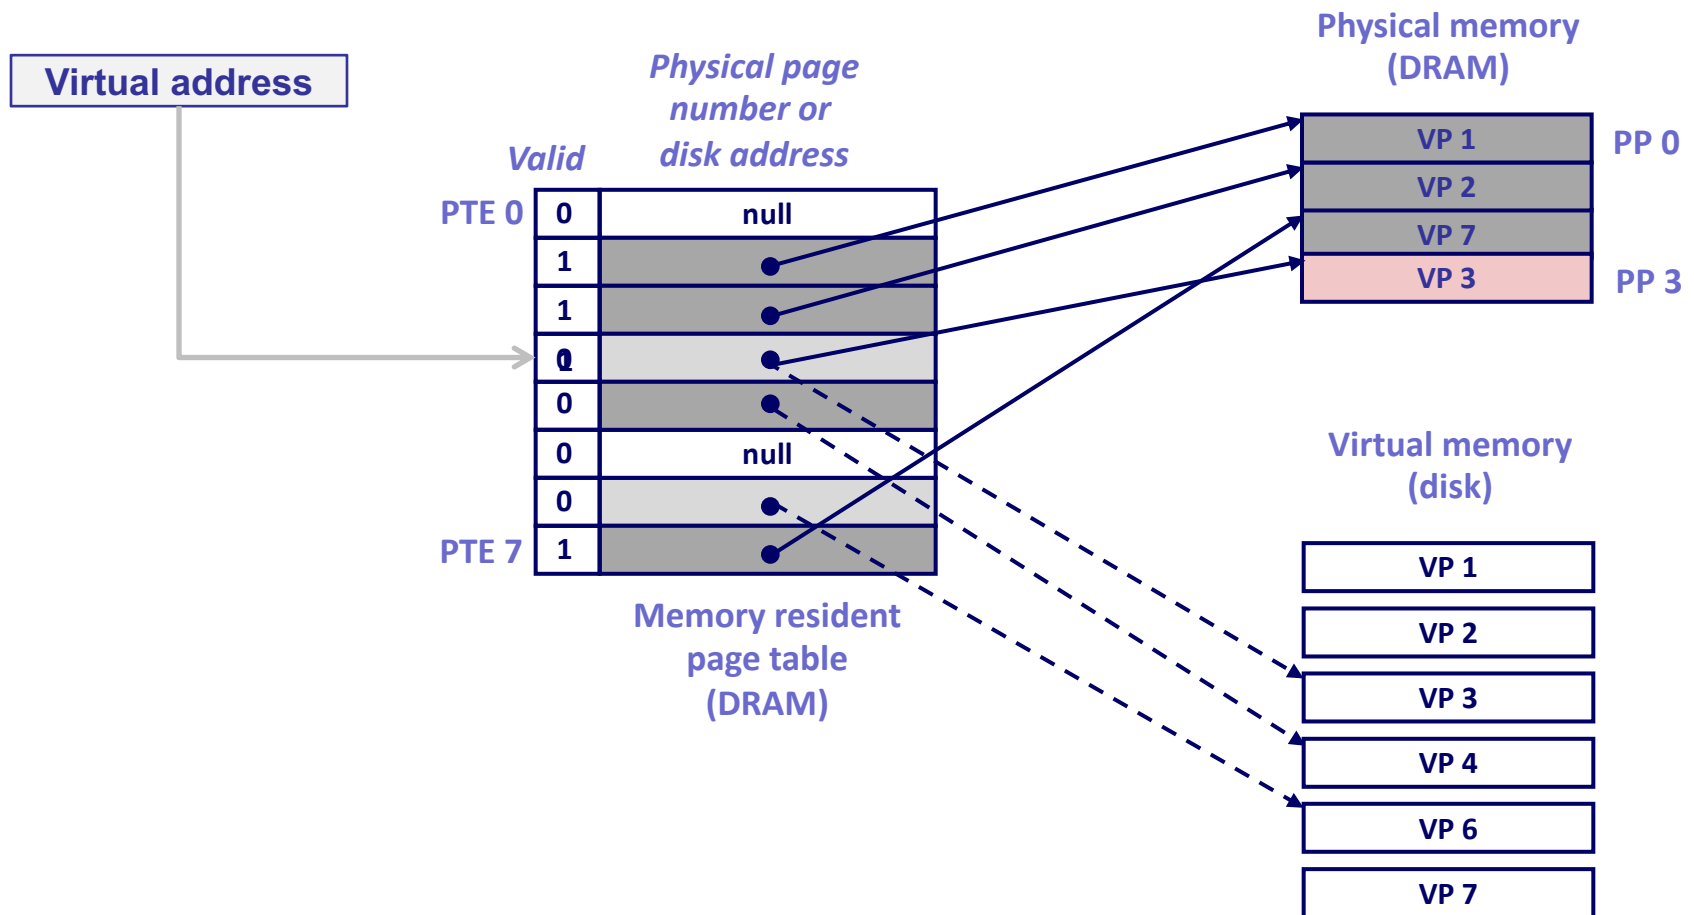 Virtual address
Physical page
number or
disk address
Valid
PTE 0
0
null
1
1
0
1
0
0
null
0
PTE 7
1
Memory resident
page table
(DRAM)
Physical memory
(DRAM)
VP 1
PP 0
VP 2
VP 7
VP 3
PP 3
Virtual memory
(disk)
VP 1
VP 2
VP 3
VP 4
VP 6
VP 7